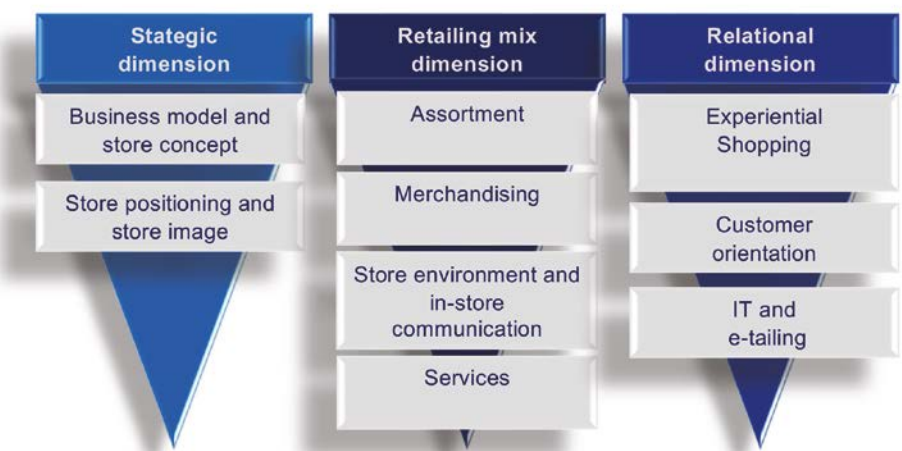 Stategic
dimension
Business model and
store concept
Store positioning and
store image
Retailing mix
dimension
Assortment
Merchandising
Store environment and
in-store
communication
Services
Relational
dimension
Experiential
Shopping
Customer
orientation
IT and
e-tailing